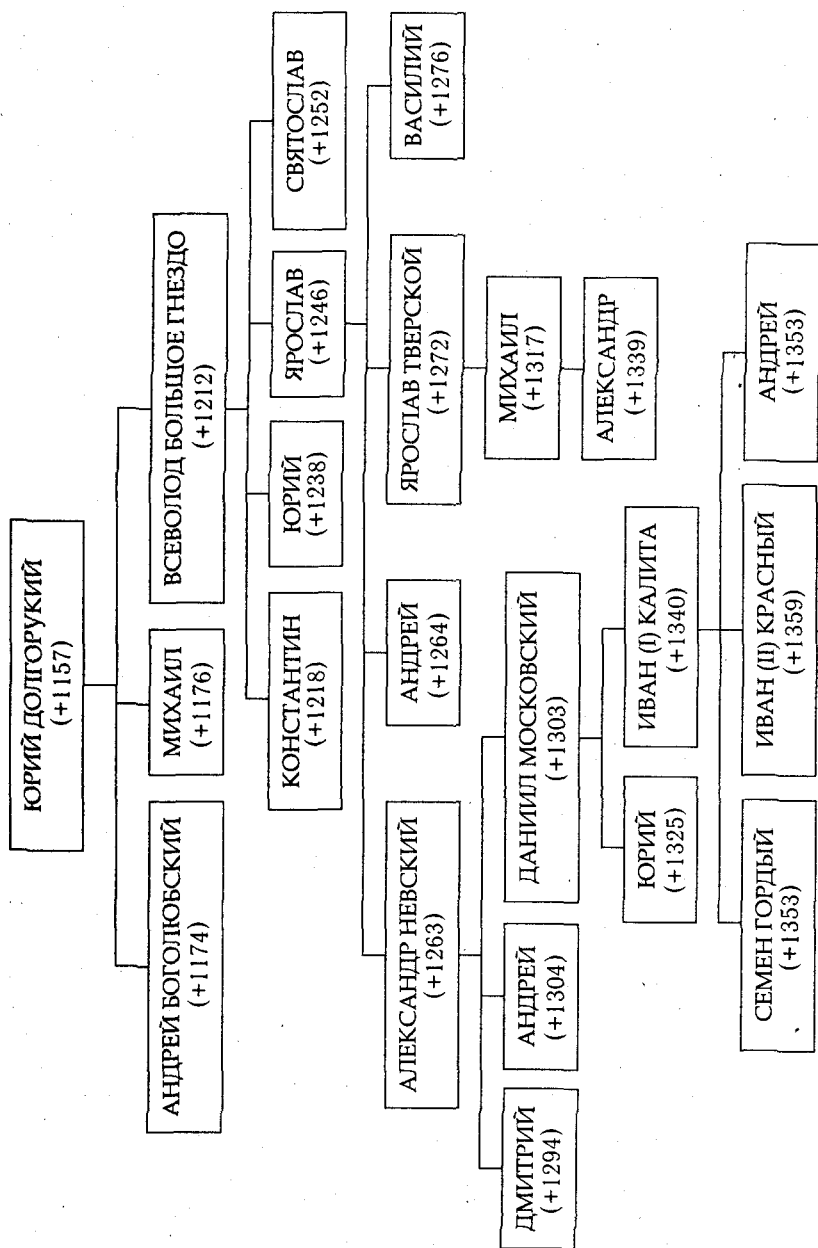 ЮРИЙ ДОЛГОРУКИЙ
(+1157)
АНДРЕЙ БОГОЛЮБСКИЙ
(+1174)
МИХАИЛ
(+1176)
ВСЕВОЛОД БОЛЬШОЕ ГНЕЗДО
(+1212)
КОНСТАНТИН
(+1218)
ЮРИЙ
(+1238)
ЯРОСЛАВ
(+1246)
СВЯТОСЛАВ
(+1252)
АЛЕКСАНДР НЕВСКИЙ
(+1263)
АНДРЕЙ
(+1264)
ЯРОСЛАВ ТВЕРСКОЙ
(+1272)
ВАСИЛИЙ
(+1276)
ДМИТРИЙ
(+1294)
АНДРЕЙ
(+1304)
ДАНИИЛ МОСКОВСКИЙ
(+1303)
МИХАИЛ
(+1317)
АЛЕКСАНДР
(+1339)
ЮРИЙ
(+1325)
ИВАН (I) КАЛИТА
(+1340)
СЕМЕН ГОРДЫЙ
(+1353)
ИВАН (II) КРАСНЫЙ
(+1359)
АНДРЕЙ
(+1353)